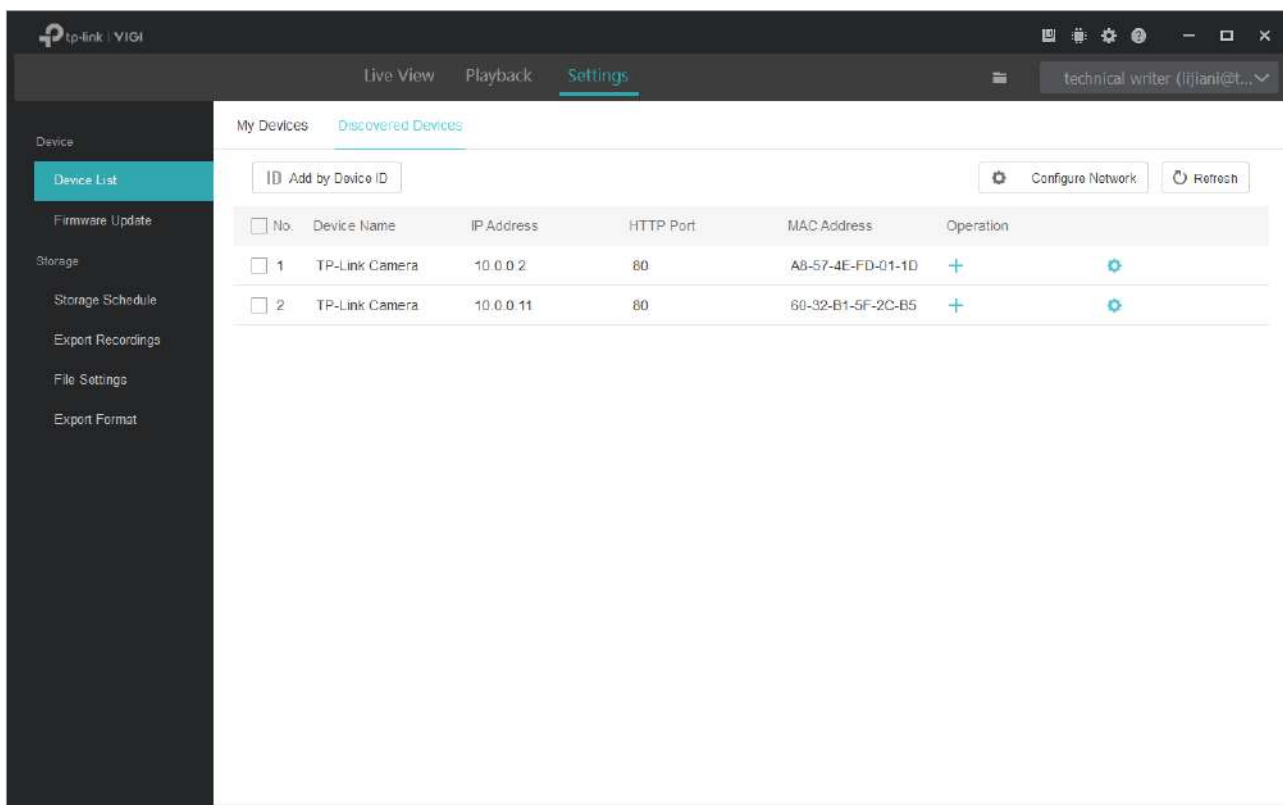 tp-link | VIGI
Live View Playback Settings technical writer (lijiani@t...
Device
Device List
Firmware Update
Storage
Storage Schedule
Export Recordings
File Settings
Export Format
My Devices Discovered Devices
ID Add by Device ID Configure Network Refresh
No. Device Name IP Address HTTP Port MAC Address Operation
1 TP-Link Camera 10.0.0.2 80 A8-57-4E-FD-01-1D
2 TP-Link Camera 10.0.0.11 80 60-32-B1-5F-2C-B5